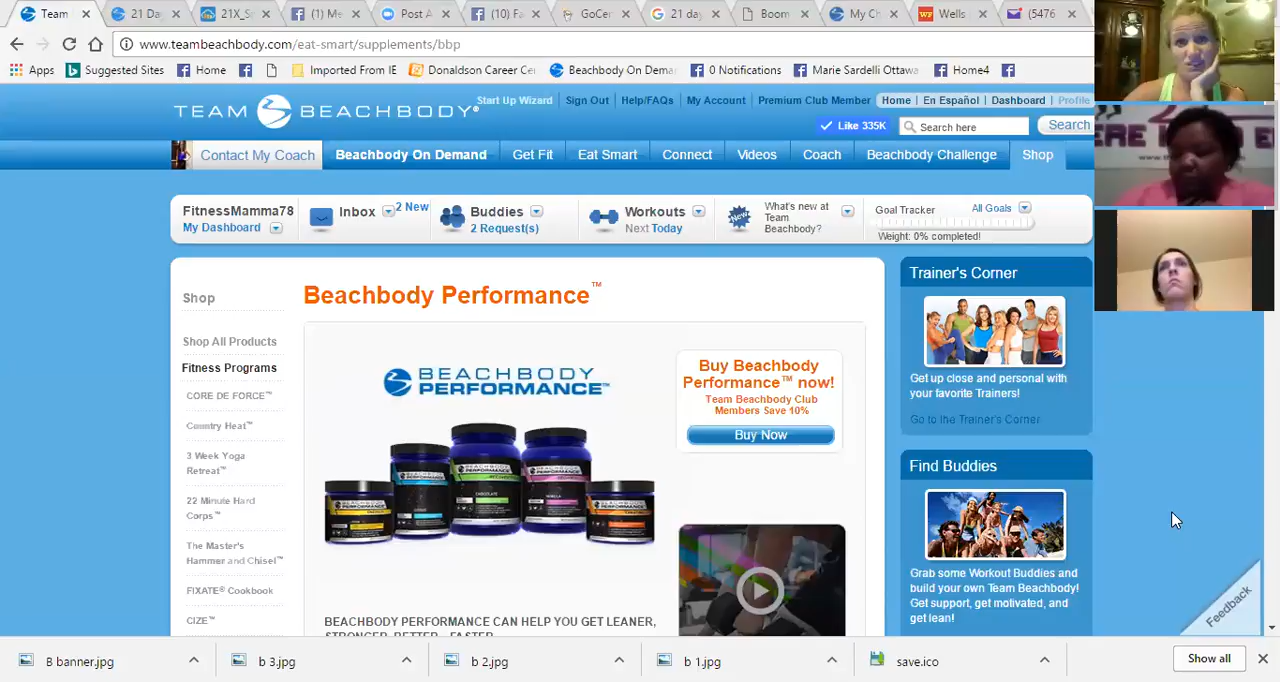 Team
21 Day
21X_S
(1) Me
Post A
(10) Fa
GoCer
21 day
Boom
My Ch
Wells
(5476
www.teambeachbody.com/eat-smart/supplements/bbp
Apps
Suggested Sites
Home
Imported From IE
Donaldson Career Ce
Beachbody On Dema
0 Notifications
Marie Sardelli Ottawa
Home4
TEAM BEACHBODY®
Start Up Wizard
Sign Out
Help/FAQs
My Account
Premium Club Member
Home | En Español | Dashboard | Profile
Like 335K
Search here
Search
Contact My Coach
Beachbody On Demand
Get Fit
Eat Smart
Connect
Videos
Coach
Beachbody Challenge
Shop
FitnessMamma78
My Dashboard
Inbox
2 New
Buddies
2 Request(s)
Workouts
Next Today
New
What's new at
Team
Beachbody?
Goal Tracker
All Goals
Weight: 0% completed!
Shop
Shop All Products
Fitness Programs
CORE DE FORCE™
Country Heat™
3 Week Yoga
Retreat™
22 Minute Hard
Corps™
The Master's
Hammer and Chisel™
FIXATE® Cookbook
CIZE™
Beachbody Performance™
BEACHBODY
PERFORMANCE™
Buy Beachbody
Performance™ now!
Team Beachbody Club
Members Save 10%
Buy Now
BEACHBODY PERFORMANCE CAN HELP YOU GET LEANER,
STRONGER, BETTER... FASTER
Trainer's Corner
Get up close and personal with
your favorite Trainers!
Go to the Trainer's Corner
Find Buddies
Grab some Workout Buddies and
build your own Team Beachbody!
Get support, get motivated, and
get lean!
Feedback
B banner.jpg
b 3.jpg
b 2.jpg
b 1.jpg
save.ico
Show all